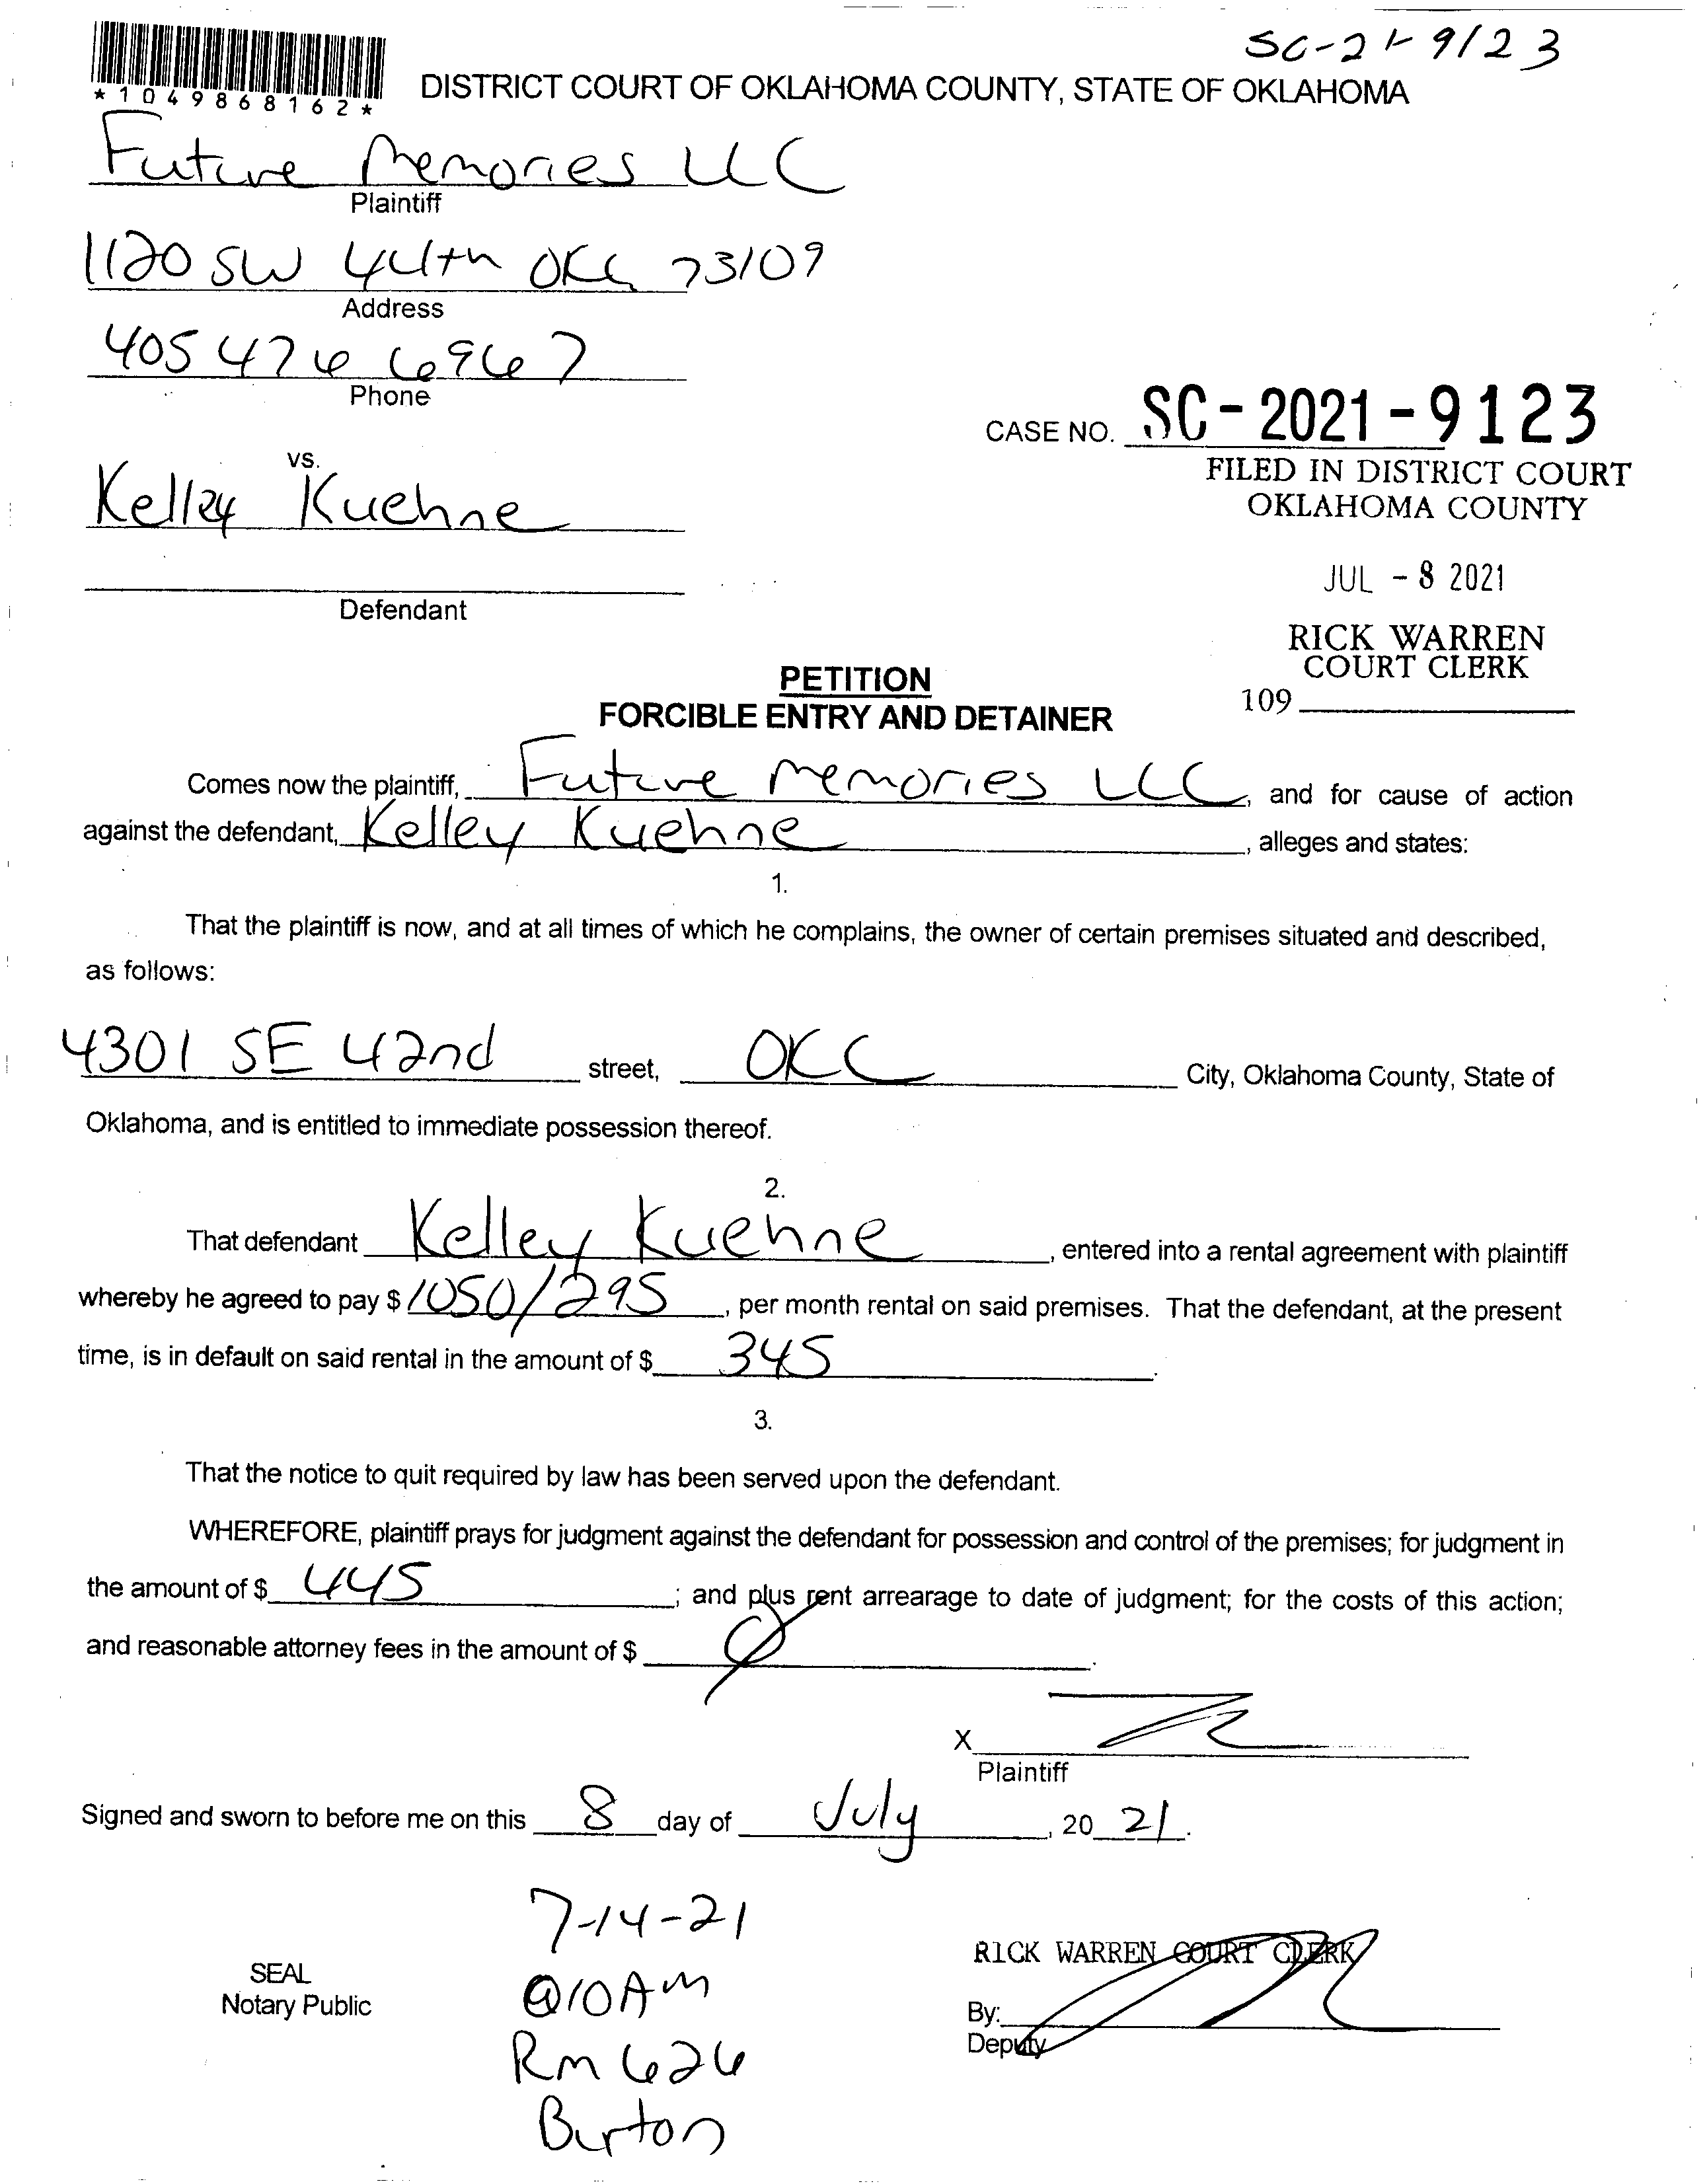 SC-21-9123
*1049868162*
DISTRICT COURT OF OKLAHOMA COUNTY, STATE OF OKLAHOMA
Future Memories LLC
Plaintiff
1120 SW 44th OKC 73109
Address
405 476 6967
Phone
CASE NO. SC-2021-9123
FILED IN DISTRICT COURT
OKLAHOMA COUNTY
vs.
Kelley Kuehne
JUL - 8 2021
Defendant
RICK WARREN
COURT CLERK
109
PETITION
FORCIBLE ENTRY AND DETAINER
Comes now the plaintiff, Future Memories LLC, and for cause of action
against the defendant, Kelley Kuehne, alleges and states:
1.
That the plaintiff is now, and at all times of which he complains, the owner of certain premises situated and described,
as follows:
4301 SE 42nd street, OKC City, Oklahoma County, State of
Oklahoma, and is entitled to immediate possession thereof.
2.
That defendant Kelley Kuehne, entered into a rental agreement with plaintiff
whereby he agreed to pay $ 1050/295, per month rental on said premises. That the defendant, at the present
time, is in default on said rental in the amount of $ 345.
3.
That the notice to quit required by law has been served upon the defendant.
WHEREFORE, plaintiff prays for judgment against the defendant for possession and control of the premises; for judgment in
the amount of $ 445; and plus rent arrearage to date of judgment; for the costs of this action;
and reasonable attorney fees in the amount of $ Ø.
X
Plaintiff
Signed and sworn to before me on this 8 day of July, 20 21.
7-14-21
@10AM
Rm 626
Burton
SEAL
Notary Public
RICK WARREN COURT CLERK
By:
Deputy